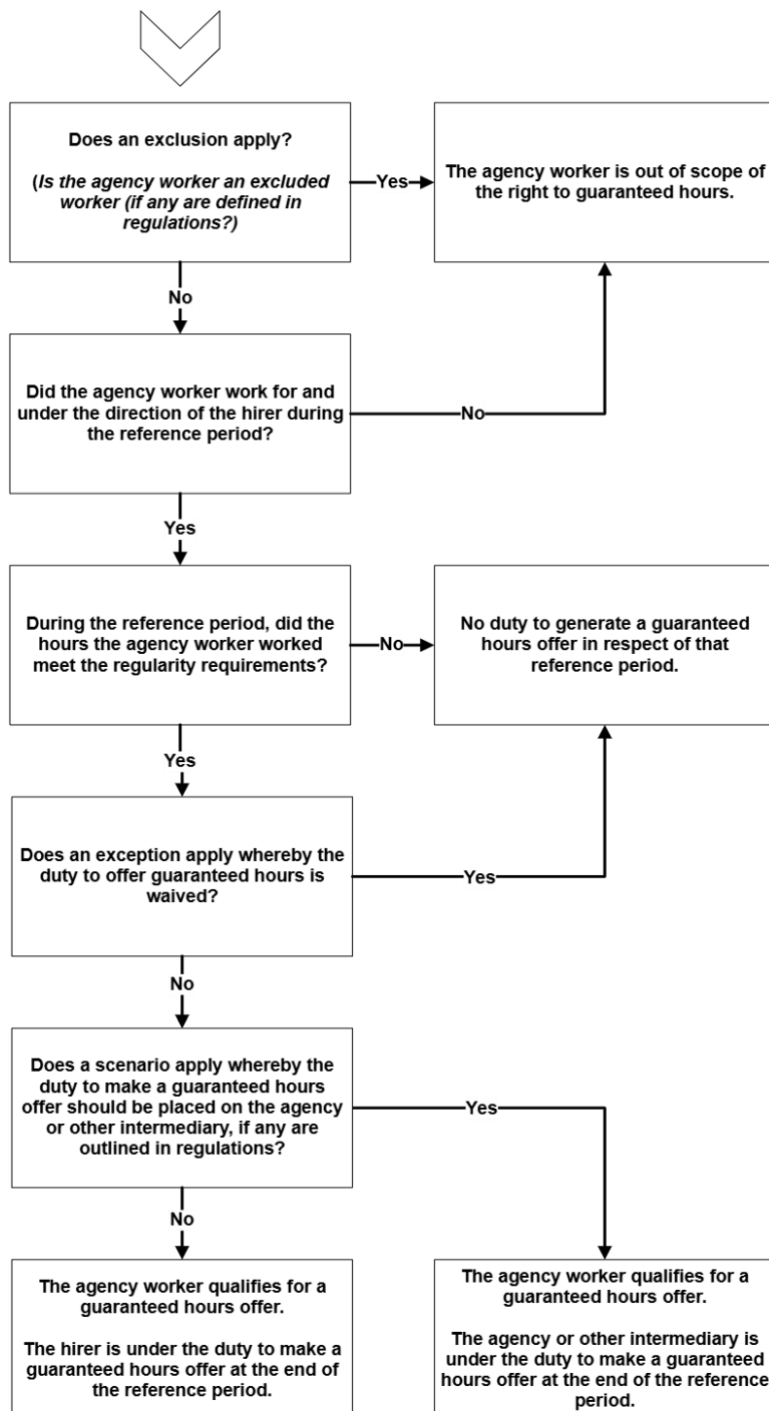 Does an exclusion apply?
(Is the agency worker an excluded
worker (if any are defined in
regulations?)
Yes
The agency worker is out of scope of
the right to guaranteed hours.
No
Did the agency worker work for and
under the direction of the hirer during
the reference period?
No
Yes
During the reference period, did the
hours the agency worker worked
meet the regularity requirements?
No
No duty to generate a guaranteed
hours offer in respect of that
reference period.
Yes
Does an exception apply whereby the
duty to offer guaranteed hours is
waived?
Yes
No
Does a scenario apply whereby the
duty to make a guaranteed hours
offer should be placed on the agency
or other intermediary, if any are
outlined in regulations?
Yes
No
The agency worker qualifies for a
guaranteed hours offer.
The hirer is under the duty to make a
guaranteed hours offer at the end of
the reference period.
The agency worker qualifies for a
guaranteed hours offer.
The agency or other intermediary is
under the duty to make a guaranteed
hours offer at the end of the reference
period.